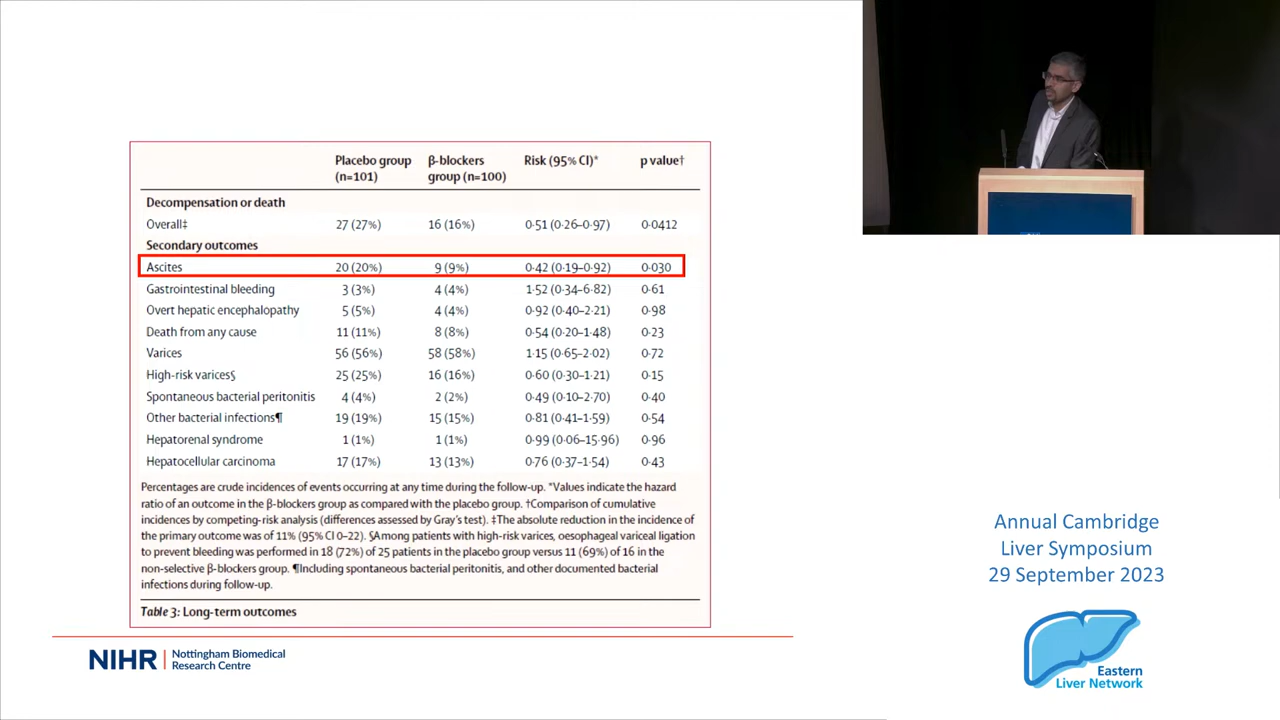 Placebo group (n=101) β-blockers group (n=100) Risk (95% CI)* p value†
Decompensation or death
Overall‡ 27 (27%) 16 (16%) 0·51 (0·26–0·97) 0·0412
Secondary outcomes
Ascites 20 (20%) 9 (9%) 0·42 (0·19–0·92) 0·030
Gastrointestinal bleeding 3 (3%) 4 (4%) 1·52 (0·34–6·82) 0·61
Overt hepatic encephalopathy 5 (5%) 4 (4%) 0·92 (0·40–2·21) 0·98
Death from any cause 11 (11%) 8 (8%) 0·54 (0·20–1·48) 0·23
Varices 56 (56%) 58 (58%) 1·15 (0·65–2·02) 0·72
High-risk varices§ 25 (25%) 16 (16%) 0·60 (0·30–1·21) 0·15
Spontaneous bacterial peritonitis 4 (4%) 2 (2%) 0·49 (0·10–2·70) 0·40
Other bacterial infections¶ 19 (19%) 15 (15%) 0·81 (0·41–1·59) 0·54
Hepatorenal syndrome 1 (1%) 1 (1%) 0·99 (0·06–15·96) 0·96
Hepatocellular carcinoma 17 (17%) 13 (13%) 0·76 (0·37–1·54) 0·43
Percentages are crude incidences of events occurring at any time during the follow-up. *Values indicate the hazard
ratio of an outcome in the β-blockers group as compared with the placebo group. †Comparison of cumulative
incidences by competing-risk analysis (differences assessed by Gray's test). ‡The absolute reduction in the incidence of
the primary outcome was of 11% (95% CI 0–22). §Among patients with high-risk varices, oesophageal variceal ligation
to prevent bleeding was performed in 18 (72%) of 25 patients in the placebo group versus 11 (69%) of 16 in the
non-selective β-blockers group. ¶Including spontaneous bacterial peritonitis, and other documented bacterial
infections during follow-up.
Table 3: Long-term outcomes
NIHR | Nottingham Biomedical
Research Centre
Annual Cambridge
Liver Symposium
29 September 2023
Eastern
Liver Network